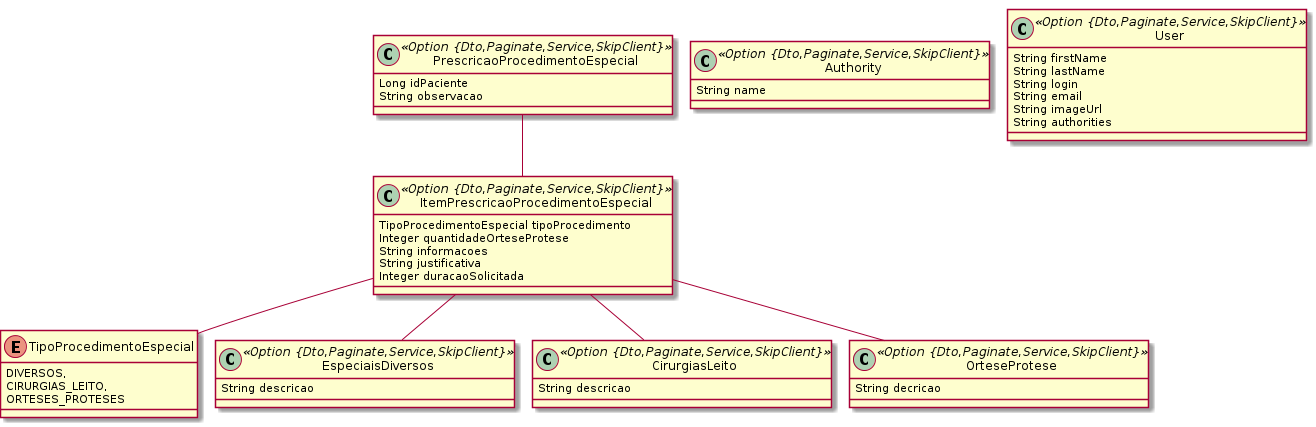 C
«Option {Dto,Paginate,Service,SkipClient}»
PrescricaoProcedimentoEspecial
Long idPaciente
String observacao
C
«Option {Dto,Paginate,Service,SkipClient}»
Authority
String name
C
«Option {Dto,Paginate,Service,SkipClient}»
User
String firstName
String lastName
String login
String email
String imageUrl
String authorities
C
«Option {Dto,Paginate,Service,SkipClient}»
ItemPrescricaoProcedimentoEspecial
TipoProcedimentoEspecial tipoProcedimento
Integer quantidadeOrteseProtese
String informacoes
String justificativa
Integer duracaoSolicitada
E
TipoProcedimentoEspecial
DIVERSOS,
CIRURGIAS_LEITO,
ORTESES_PROTESES
C
«Option {Dto,Paginate,Service,SkipClient}»
EspeciaisDiversos
String descricao
C
«Option {Dto,Paginate,Service,SkipClient}»
CirurgiasLeito
String descricao
C
«Option {Dto,Paginate,Service,SkipClient}»
OrteseProtese
String decricao